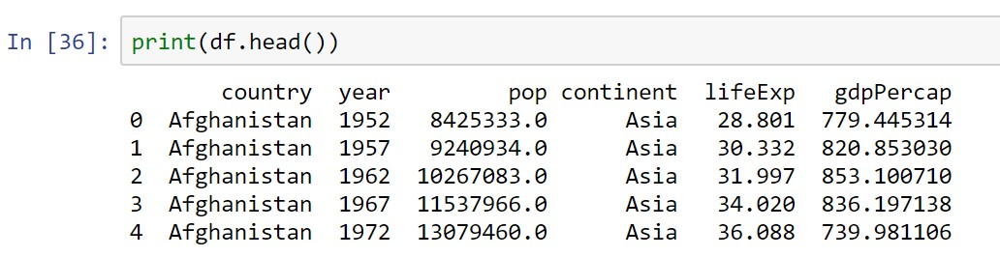 In [36]: print(df.head())
country year pop continent lifeExp gdpPercap
0 Afghanistan 1952 8425333.0 Asia 28.801 779.445314
1 Afghanistan 1957 9240934.0 Asia 30.332 820.853030
2 Afghanistan 1962 10267083.0 Asia 31.997 853.100710
3 Afghanistan 1967 11537966.0 Asia 34.020 836.197138
4 Afghanistan 1972 13079460.0 Asia 36.088 739.981106